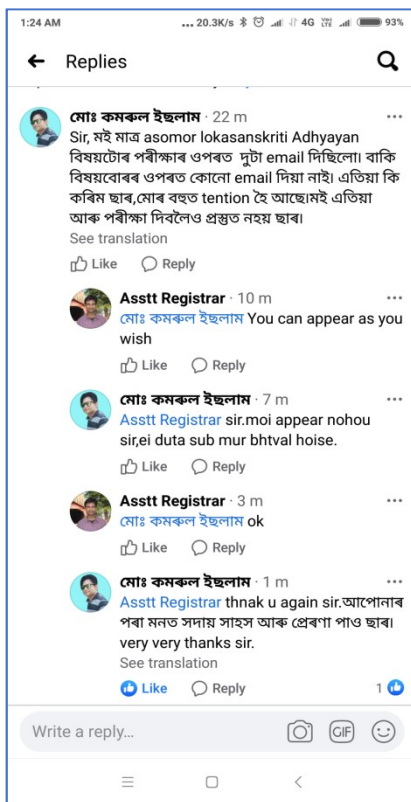 1:24 AM ... 20.3K/s 4G VoLTE 93%
Replies
মোঃ কমৰুল ইছলাম · 22 m
Sir, মই মাত্ৰ asomor lokasanskriti Adhyayan
বিষয়টোৰ পৰীক্ষাৰ ওপৰত দুটা email দিছিলো। বাকি
বিষয়বোৰৰ ওপৰত কোনো email দিয়া নাই। এতিয়া কি
কৰিম ছাৰ,মোৰ বহুত tention হৈ আছে।মই এতিয়া
আৰু পৰীক্ষা দিবলৈও প্ৰস্তুত নহয় ছাৰ।
See translation
Like Reply
Asstt Registrar · 10 m
মোঃ কমৰুল ইছলাম You can appear as you
wish
Like Reply
মোঃ কমৰুল ইছলাম · 7 m
Asstt Registrar sir.moi appear nohou
sir,ei duta sub mur bhtval hoise.
Like Reply
Asstt Registrar · 3 m
মোঃ কমৰুল ইছলাম ok
Like Reply
মোঃ কমৰুল ইছলাম · 1 m
Asstt Registrar thnak u again sir.আপোনাৰ
পৰা মনত সদায় সাহস আৰু প্ৰেৰণা পাও ছাৰ।
very very thanks sir.
See translation
Like Reply 1
Write a reply... GIF